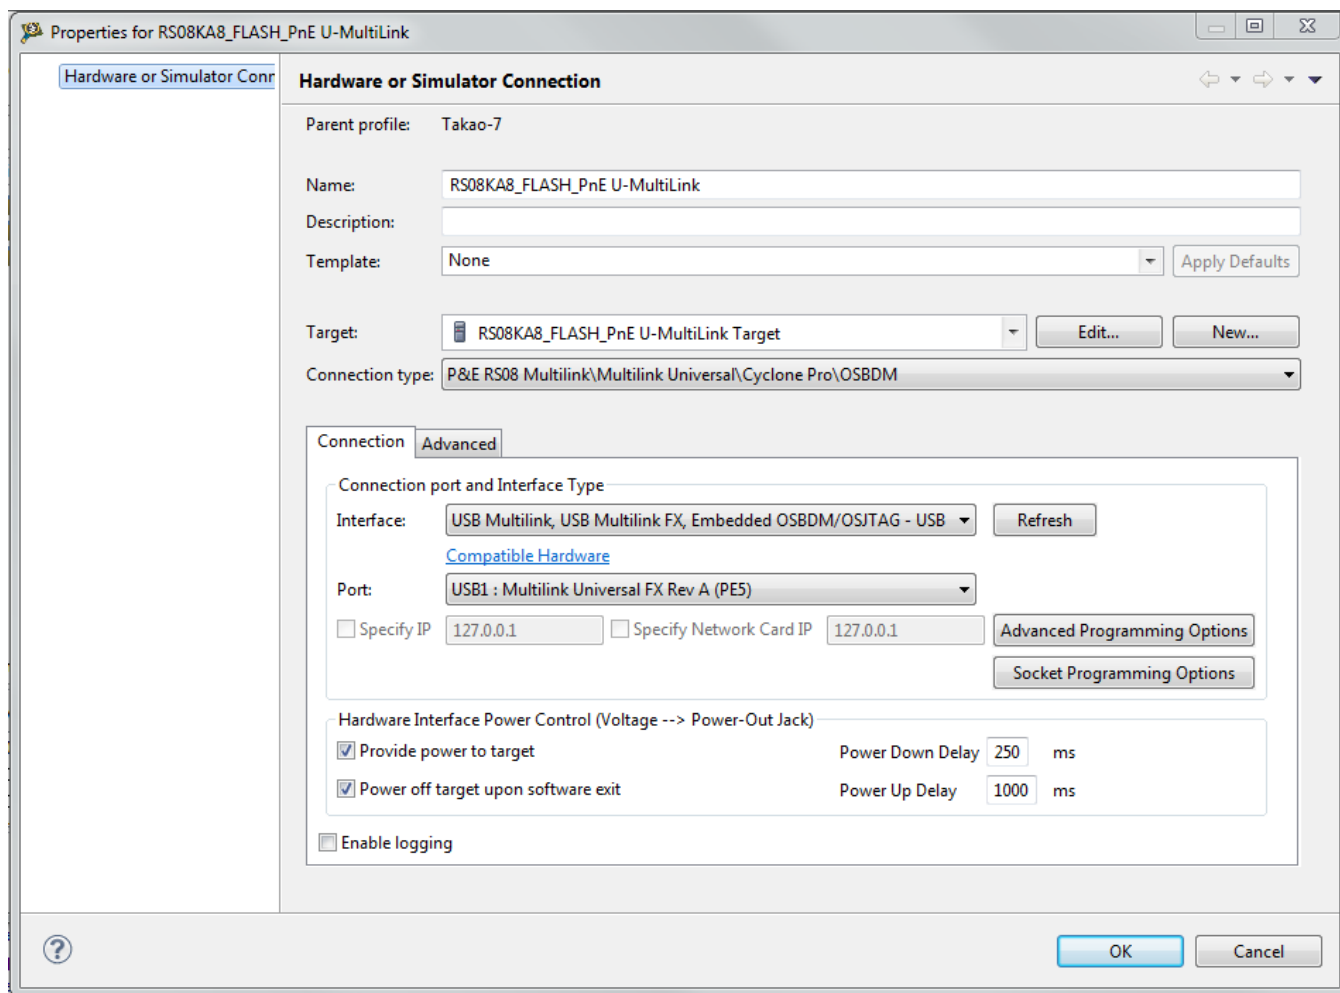 Properties for RS08KA8_FLASH_PnE U-MultiLink
Hardware or Simulator Conn
Hardware or Simulator Connection
Parent profile: Takao-7
Name: RS08KA8_FLASH_PnE U-MultiLink
Description:
Template: None Apply Defaults
Target: RS08KA8_FLASH_PnE U-MultiLink Target Edit... New...
Connection type: P&E RS08 Multilink\Multilink Universal\Cyclone Pro\OSBDM
Connection Advanced
Connection port and Interface Type
Interface: USB Multilink, USB Multilink FX, Embedded OSBDM/OSJTAG - USB Refresh
Compatible Hardware
Port: USB1 : Multilink Universal FX Rev A (PE5)
Specify IP 127.0.0.1 Specify Network Card IP 127.0.0.1 Advanced Programming Options
Socket Programming Options
Hardware Interface Power Control (Voltage --> Power-Out Jack)
Provide power to target Power Down Delay 250 ms
Power off target upon software exit Power Up Delay 1000 ms
Enable logging
? OK Cancel